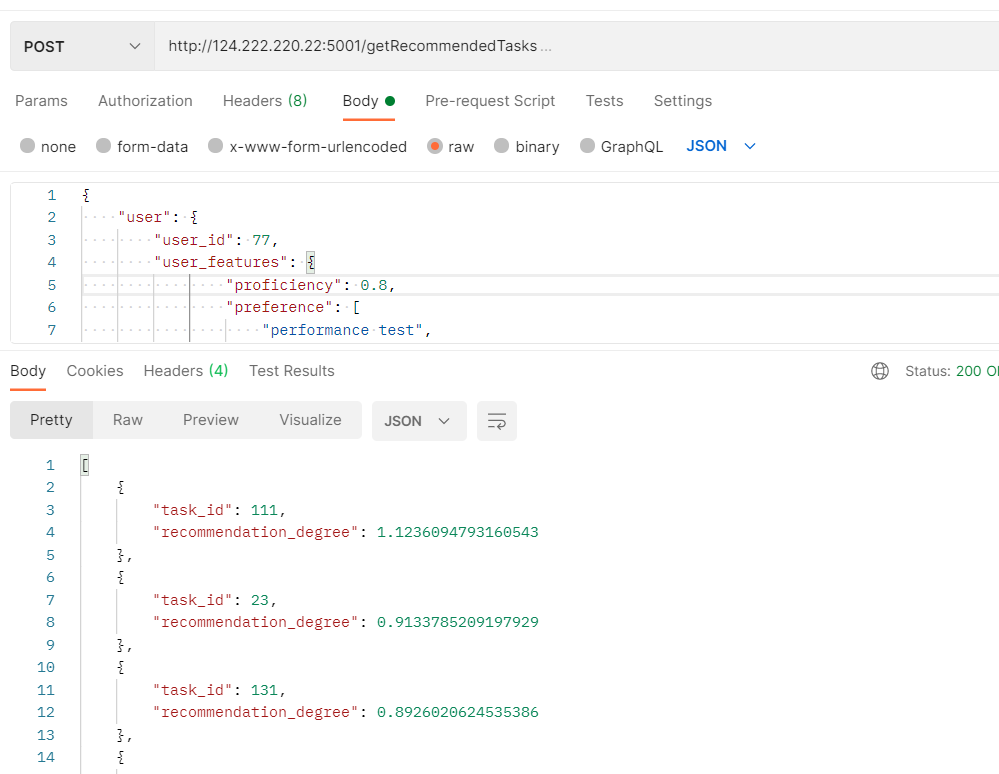 POST http://124.222.220.22:5001/getRecommendedTasks ...
Params Authorization Headers (8) Body Pre-request Script Tests Settings
none form-data x-www-form-urlencoded raw binary GraphQL JSON
1 {
2 "user": {
3 "user_id": 77,
4 "user_features": {
5 "proficiency": 0.8,
6 "preference": [
7 "performance test",
Body Cookies Headers (4) Test Results Status: 200 O
Pretty Raw Preview Visualize JSON
1 [
2 {
3 "task_id": 111,
4 "recommendation_degree": 1.1236094793160543
5 },
6 {
7 "task_id": 23,
8 "recommendation_degree": 0.9133785209197929
9 },
10 {
11 "task_id": 131,
12 "recommendation_degree": 0.8926020624535386
13 },
14 {